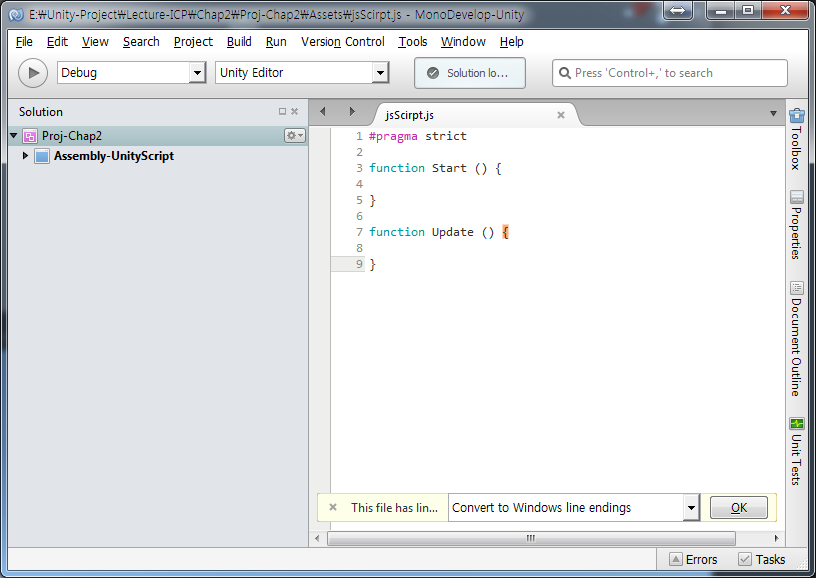 E:₩Unity-Project₩Lecture-ICP₩Chap2₩Proj-Chap2₩Assets₩jsScirpt.js - MonoDevelop-Unity
File Edit View Search Project Build Run Version Control Tools Window Help
Debug Unity Editor Solution lo... Press 'Control+,' to search
Solution
Proj-Chap2
Assembly-UnityScript
jsScirpt.js
1 #pragma strict
2
3 function Start () {
4
5 }
6
7 function Update () {
8
9 }
This file has lin... Convert to Windows line endings OK
Toolbox
Properties
Document Outline
Unit Tests
Errors Tasks